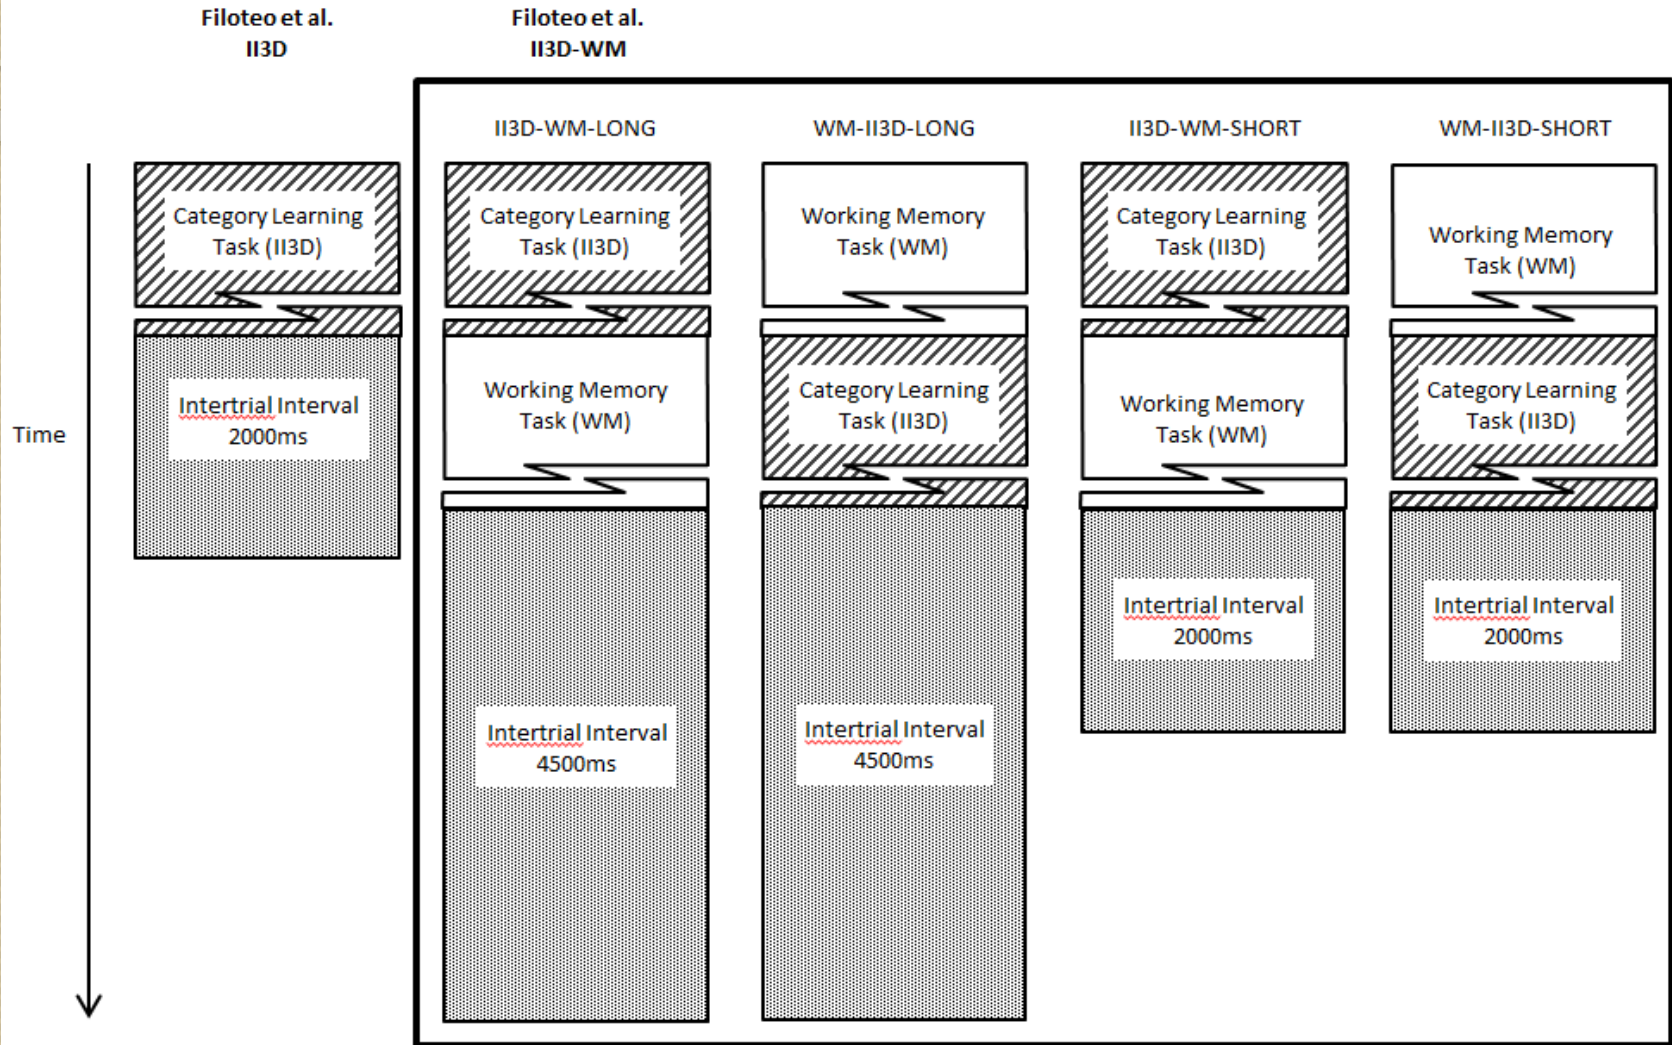 Filoteo et al.
II3D
Filoteo et al.
II3D-WM
II3D-WM-LONG
WM-II3D-LONG
II3D-WM-SHORT
WM-II3D-SHORT
Time
Category Learning
Task (II3D)
Intertrial Interval
2000ms
Category Learning
Task (II3D)
Working Memory
Task (WM)
Intertrial Interval
4500ms
Working Memory
Task (WM)
Category Learning
Task (II3D)
Intertrial Interval
4500ms
Category Learning
Task (II3D)
Working Memory
Task (WM)
Intertrial Interval
2000ms
Working Memory
Task (WM)
Category Learning
Task (II3D)
Intertrial Interval
2000ms